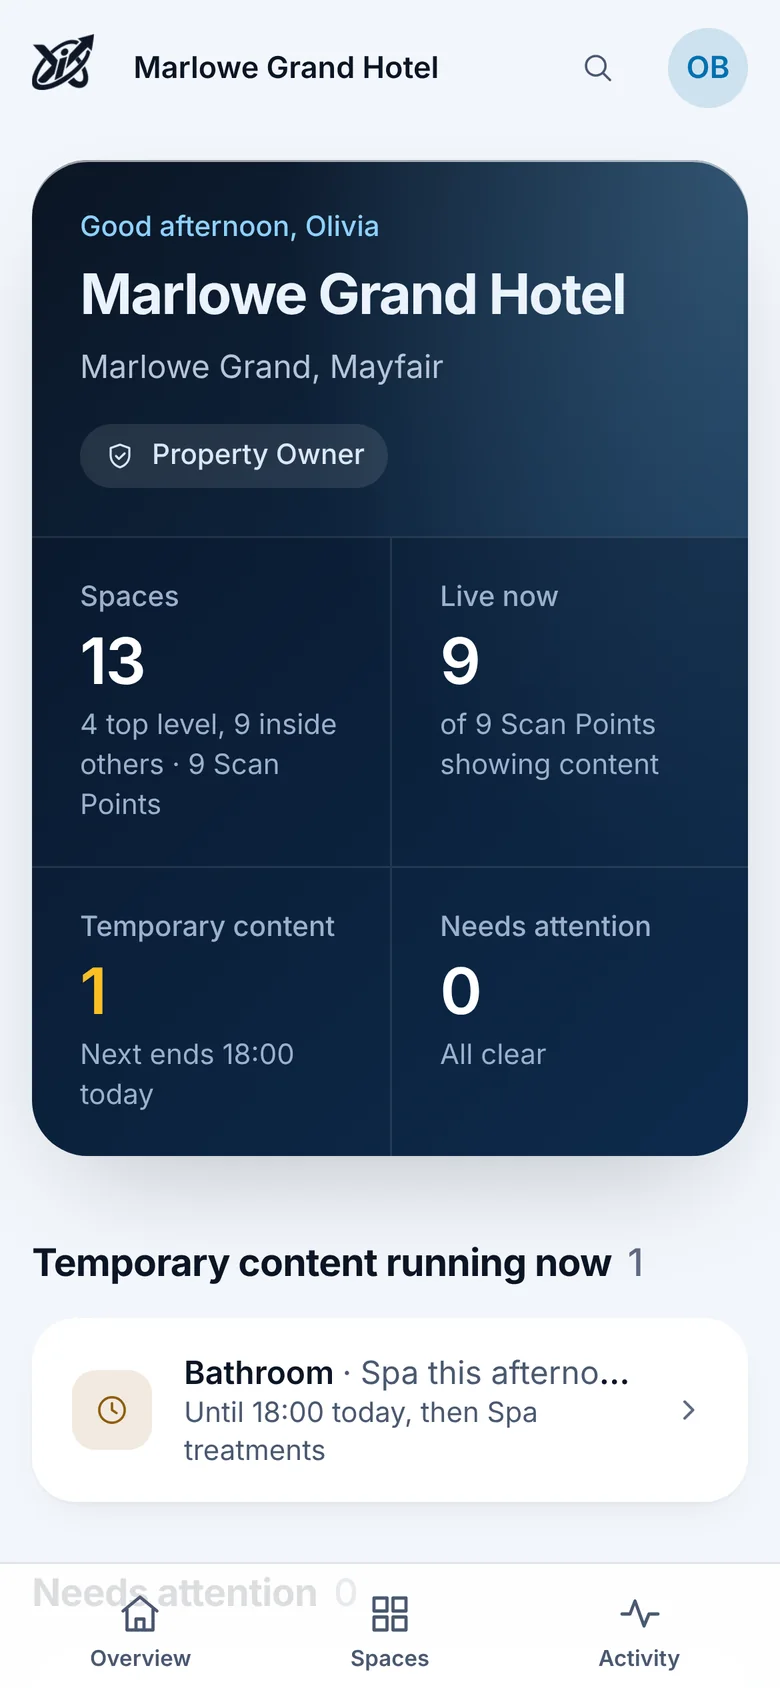 Marlowe Grand Hotel
OB
Good afternoon, Olivia
Marlowe Grand Hotel
Marlowe Grand, Mayfair
Property Owner
Spaces
13
4 top level, 9 inside
others · 9 Scan
Points
Live now
9
of 9 Scan Points
showing content
Temporary content
1
Next ends 18:00
today
Needs attention
0
All clear
Temporary content running now 1
Bathroom · Spa this afterno...
Until 18:00 today, then Spa
treatments
Needs attention 0
Overview
Spaces
Activity